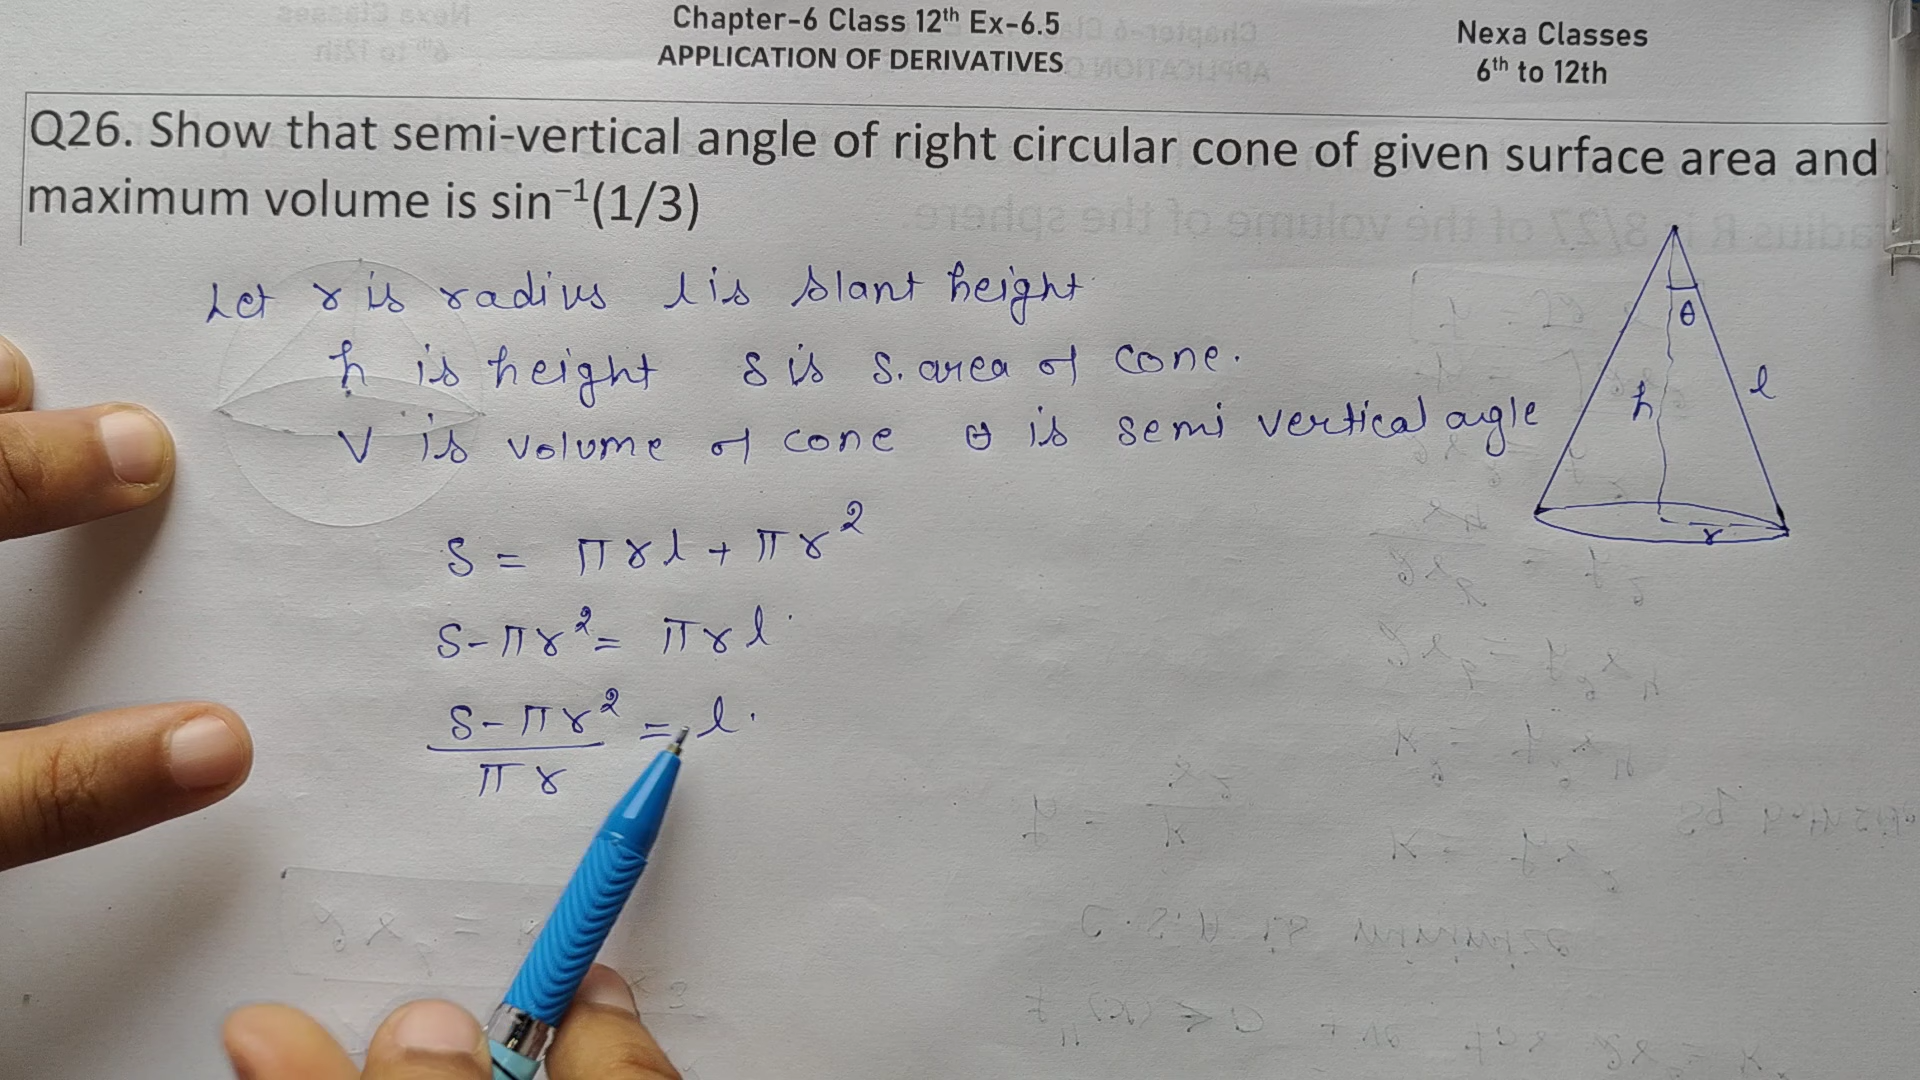 Chapter-6 Class 12th Ex-6.5
APPLICATION OF DERIVATIVES
Nexa Classes
6th to 12th
Q26. Show that semi-vertical angle of right circular cone of given surface area and
maximum volume is sin⁻¹(1/3)
Let r is radius l is slant height
h is height S is S. area of cone.
V is volume of cone θ is semi vertical agle
S = πrl + πr²
S - πr² = πrl
S - πr² / πr = l
θ
h
l
r